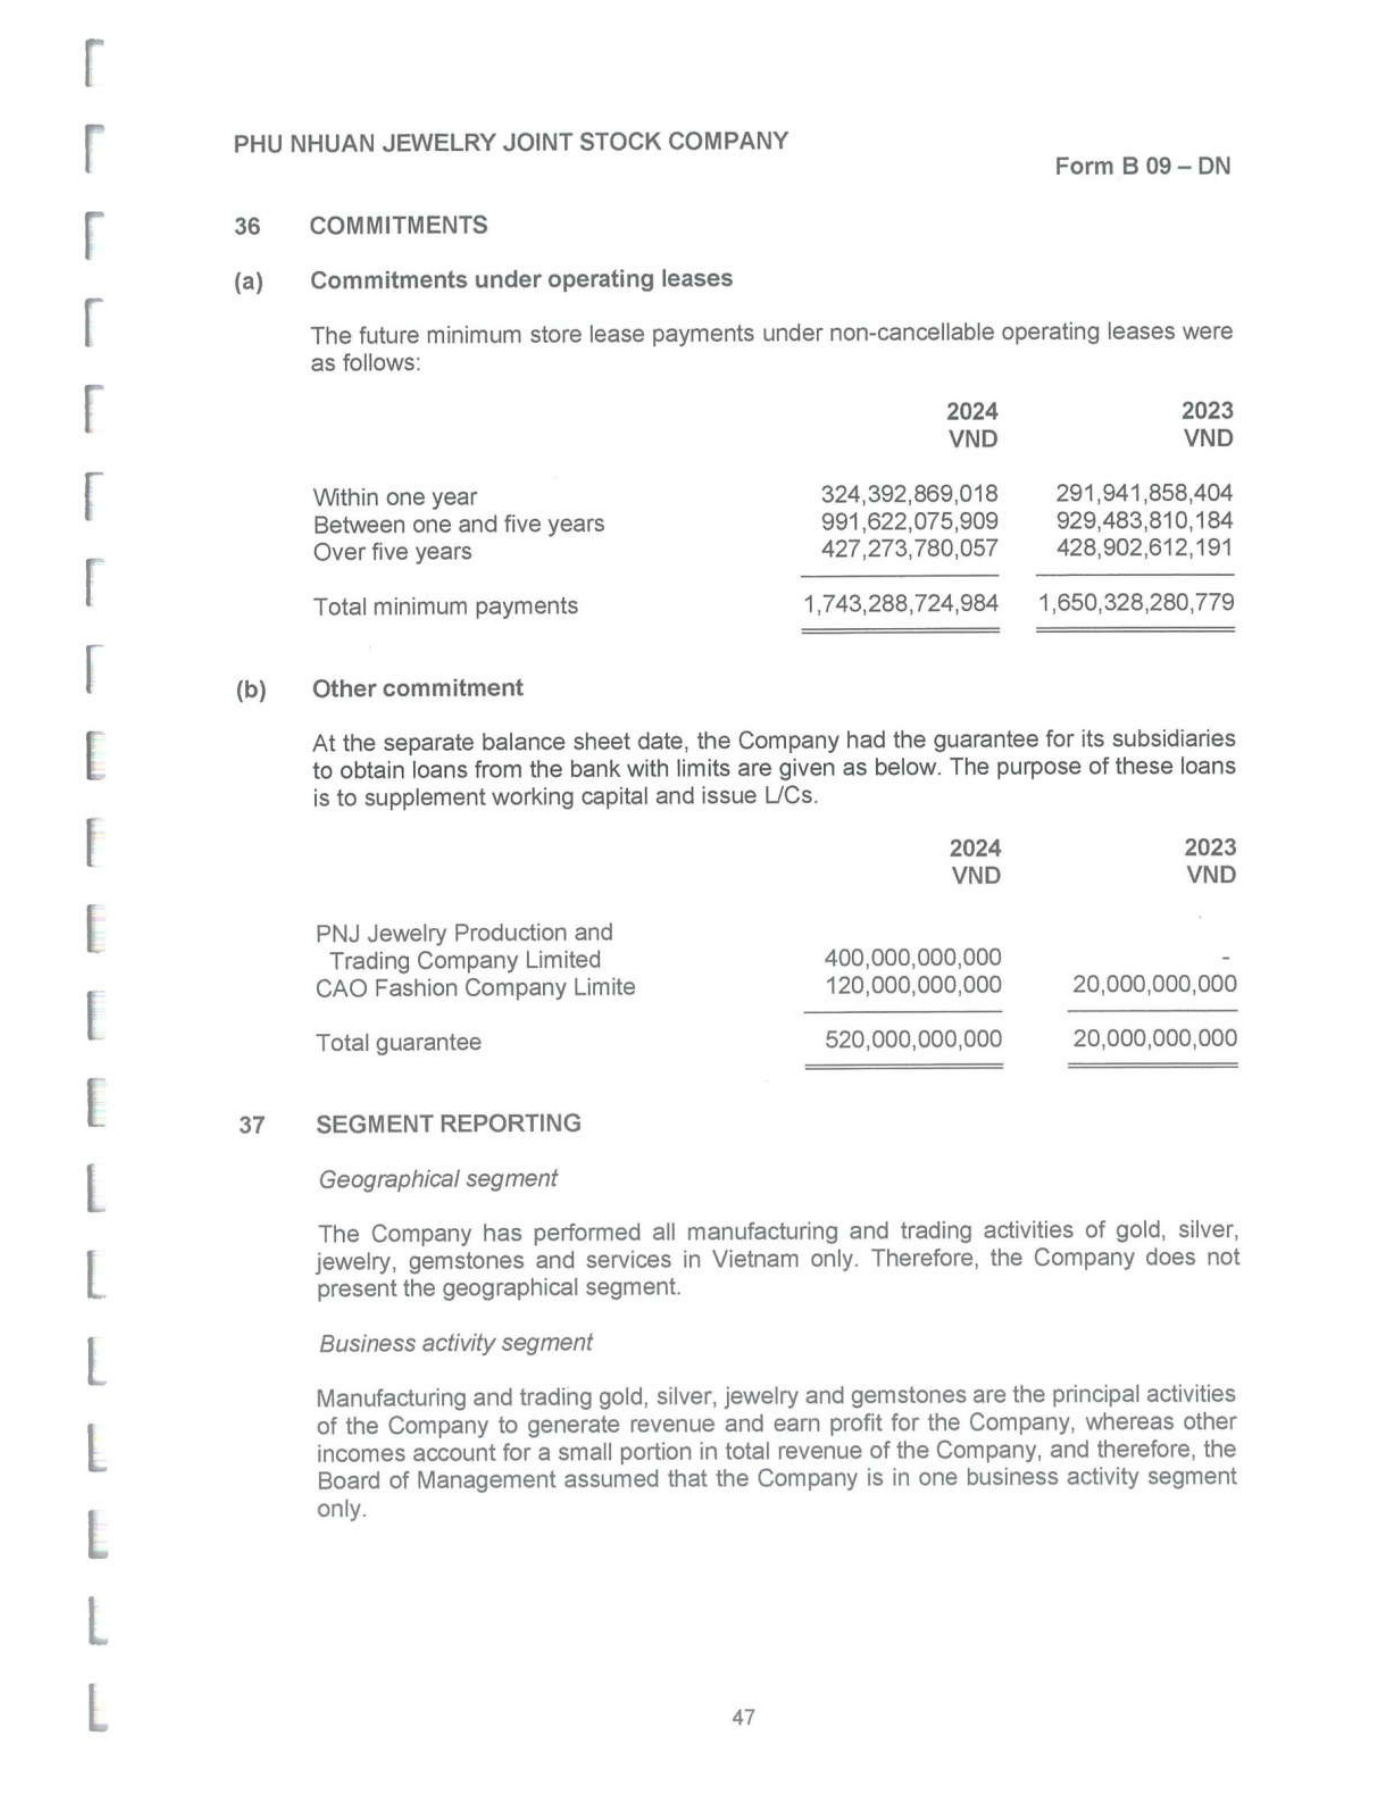 PHU NHUAN JEWELRY JOINT STOCK COMPANY
Form B 09 – DN
36 COMMITMENTS
(a) Commitments under operating leases
The future minimum store lease payments under non-cancellable operating leases were
as follows:
2024 2023
VND VND
Within one year 324,392,869,018 291,941,858,404
Between one and five years 991,622,075,909 929,483,810,184
Over five years 427,273,780,057 428,902,612,191
Total minimum payments 1,743,288,724,984 1,650,328,280,779
(b) Other commitment
At the separate balance sheet date, the Company had the guarantee for its subsidiaries
to obtain loans from the bank with limits are given as below. The purpose of these loans
is to supplement working capital and issue L/Cs.
2024 2023
VND VND
PNJ Jewelry Production and
Trading Company Limited 400,000,000,000 -
CAO Fashion Company Limite 120,000,000,000 20,000,000,000
Total guarantee 520,000,000,000 20,000,000,000
37 SEGMENT REPORTING
Geographical segment
The Company has performed all manufacturing and trading activities of gold, silver,
jewelry, gemstones and services in Vietnam only. Therefore, the Company does not
present the geographical segment.
Business activity segment
Manufacturing and trading gold, silver, jewelry and gemstones are the principal activities
of the Company to generate revenue and earn profit for the Company, whereas other
incomes account for a small portion in total revenue of the Company, and therefore, the
Board of Management assumed that the Company is in one business activity segment
only.
47